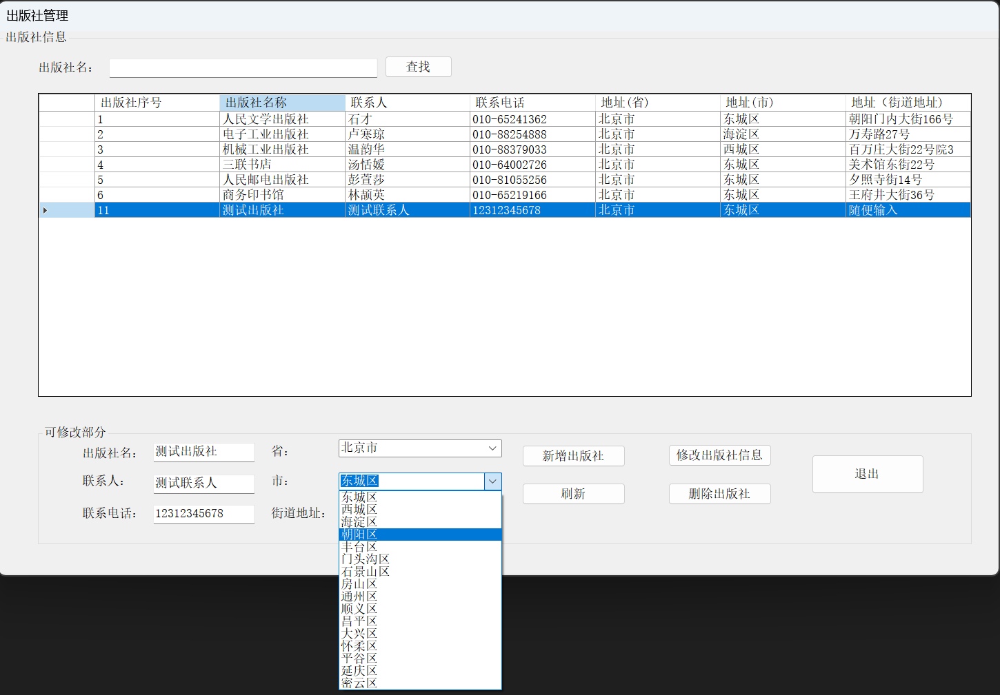 出版社管理
出版社信息
出版社名： 查找
出版社序号 出版社名称 联系人 联系电话 地址(省) 地址(市) 地址（街道地址)
1 人民文学出版社 石才 010-65241362 北京市 东城区 朝阳门内大街166号
2 电子工业出版社 卢寒琼 010-88254888 北京市 海淀区 万寿路27号
3 机械工业出版社 温韵华 010-88379033 北京市 西城区 百万庄大街22号院3
4 三联书店 汤恬媛 010-64002726 北京市 东城区 美术馆东街22号
5 人民邮电出版社 彭萱莎 010-81055256 北京市 东城区 夕照寺街14号
6 商务印书馆 林颉英 010-65219166 北京市 东城区 王府井大街36号
11 测试出版社 测试联系人 12312345678 北京市 东城区 随便输入
可修改部分
出版社名： 测试出版社 省： 北京市 新增出版社 修改出版社信息 退出
联系人： 测试联系人 市： 东城区 刷新 删除出版社
联系电话： 12312345678 街道地址：
东城区
西城区
海淀区
朝阳区
丰台区
门头沟区
石景山区
房山区
通州区
顺义区
昌平区
大兴区
怀柔区
平谷区
延庆区
密云区